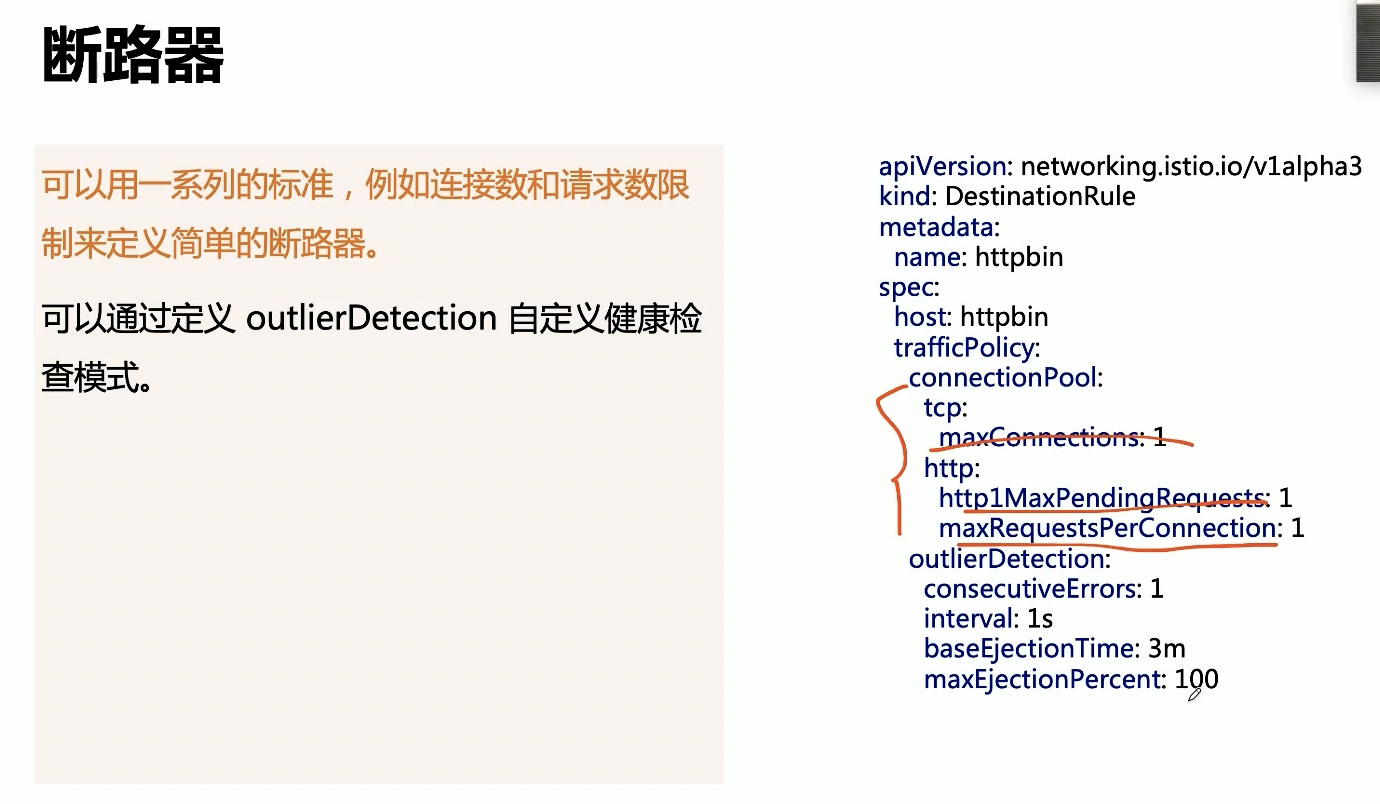 断路器
可以用一系列的标准，例如连接数和请求数限
制来定义简单的断路器。
可以通过定义 outlierDetection 自定义健康检
查模式。
apiVersion: networking.istio.io/v1alpha3
kind: DestinationRule
metadata:
  name: httpbin
spec:
  host: httpbin
  trafficPolicy:
    connectionPool:
      tcp:
        maxConnections: 1
      http:
        http1MaxPendingRequests: 1
        maxRequestsPerConnection: 1
    outlierDetection:
      consecutiveErrors: 1
      interval: 1s
      baseEjectionTime: 3m
      maxEjectionPercent: 100